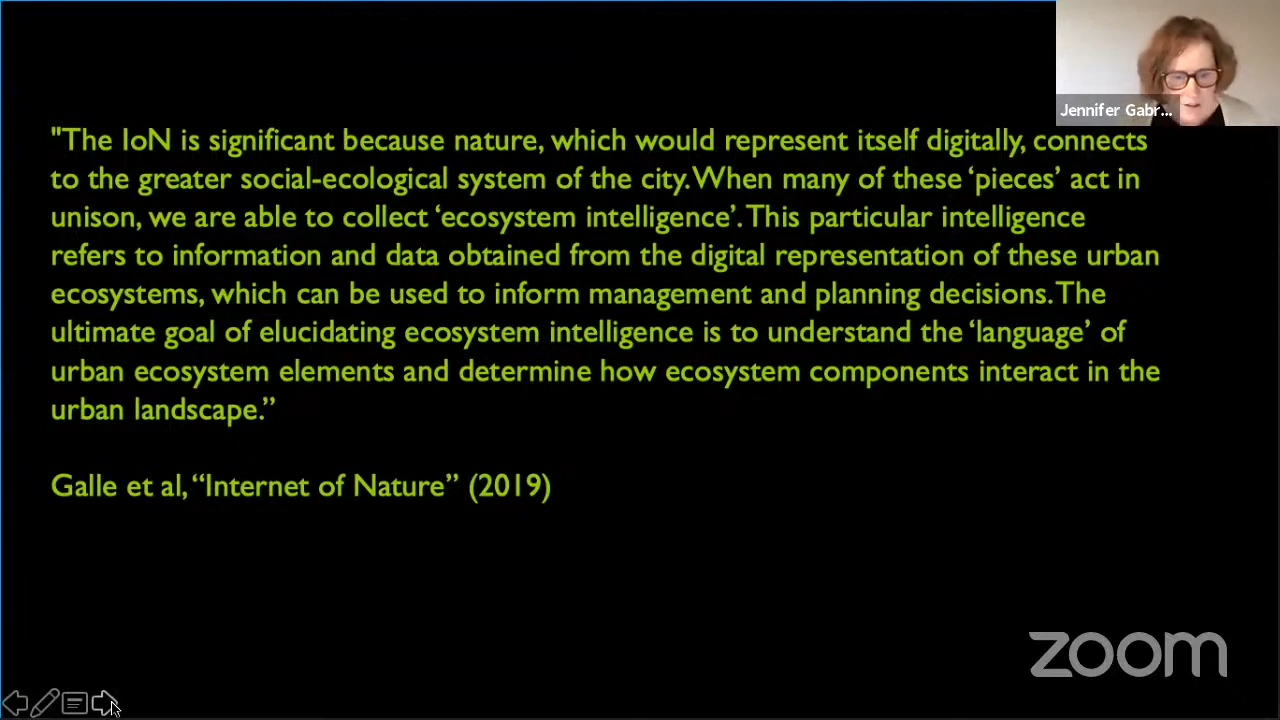 Jennifer Gabr...
"The IoN is significant because nature, which would represent itself digitally, connects
to the greater social-ecological system of the city. When many of these ‘pieces’ act in
unison, we are able to collect ‘ecosystem intelligence’. This particular intelligence
refers to information and data obtained from the digital representation of these urban
ecosystems, which can be used to inform management and planning decisions. The
ultimate goal of elucidating ecosystem intelligence is to understand the ‘language’ of
urban ecosystem elements and determine how ecosystem components interact in the
urban landscape.”
Galle et al, “Internet of Nature” (2019)
zoom